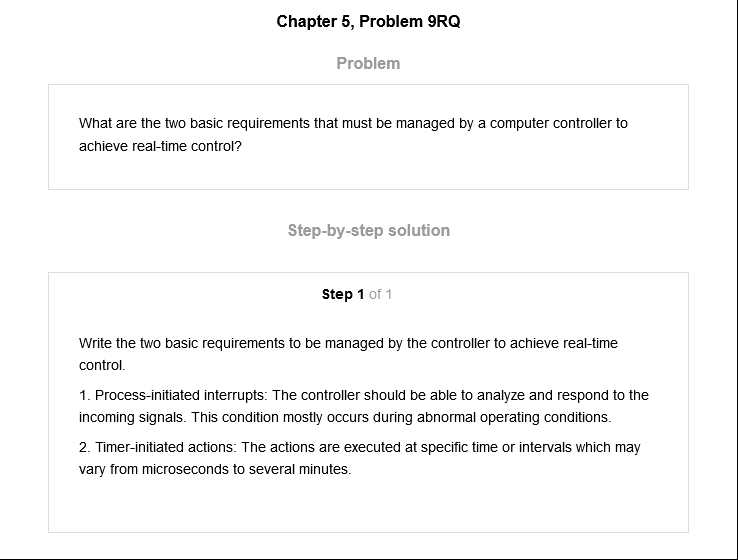 Chapter 5, Problem 9RQ
Problem
What are the two basic requirements that must be managed by a computer controller to
achieve real-time control?
Step-by-step solution
Step 1 of 1
Write the two basic requirements to be managed by the controller to achieve real-time
control.
1. Process-initiated interrupts: The controller should be able to analyze and respond to the
incoming signals. This condition mostly occurs during abnormal operating conditions.
2. Timer-initiated actions: The actions are executed at specific time or intervals which may
vary from microseconds to several minutes.